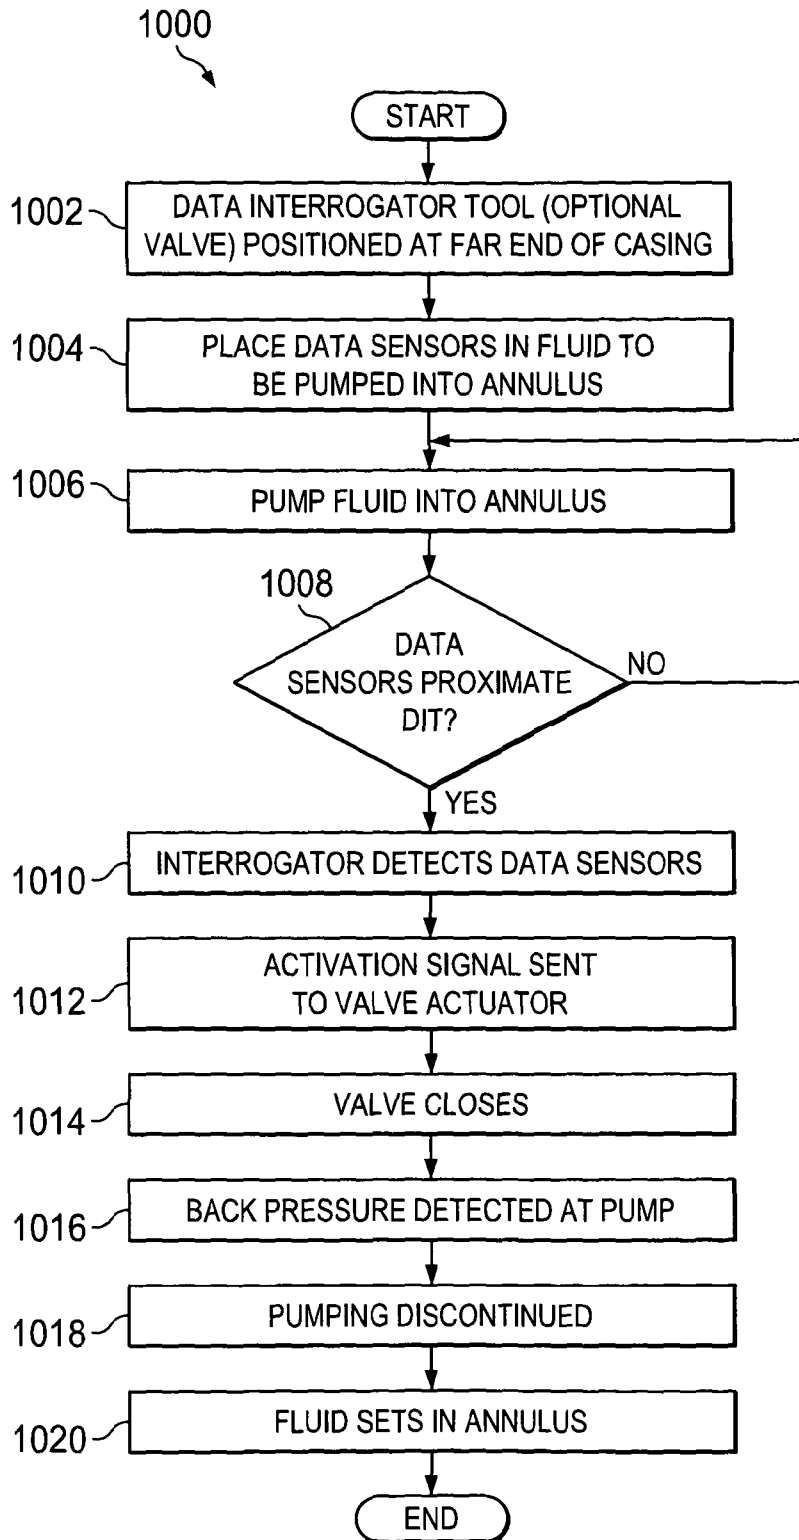 1000
START
1002
DATA INTERROGATOR TOOL (OPTIONAL
VALVE) POSITIONED AT FAR END OF CASING
1004
PLACE DATA SENSORS IN FLUID TO
BE PUMPED INTO ANNULUS
1006
PUMP FLUID INTO ANNULUS
1008
DATA
SENSORS PROXIMATE
DIT?
NO
YES
1010
INTERROGATOR DETECTS DATA SENSORS
1012
ACTIVATION SIGNAL SENT
TO VALVE ACTUATOR
1014
VALVE CLOSES
1016
BACK PRESSURE DETECTED AT PUMP
1018
PUMPING DISCONTINUED
1020
FLUID SETS IN ANNULUS
END